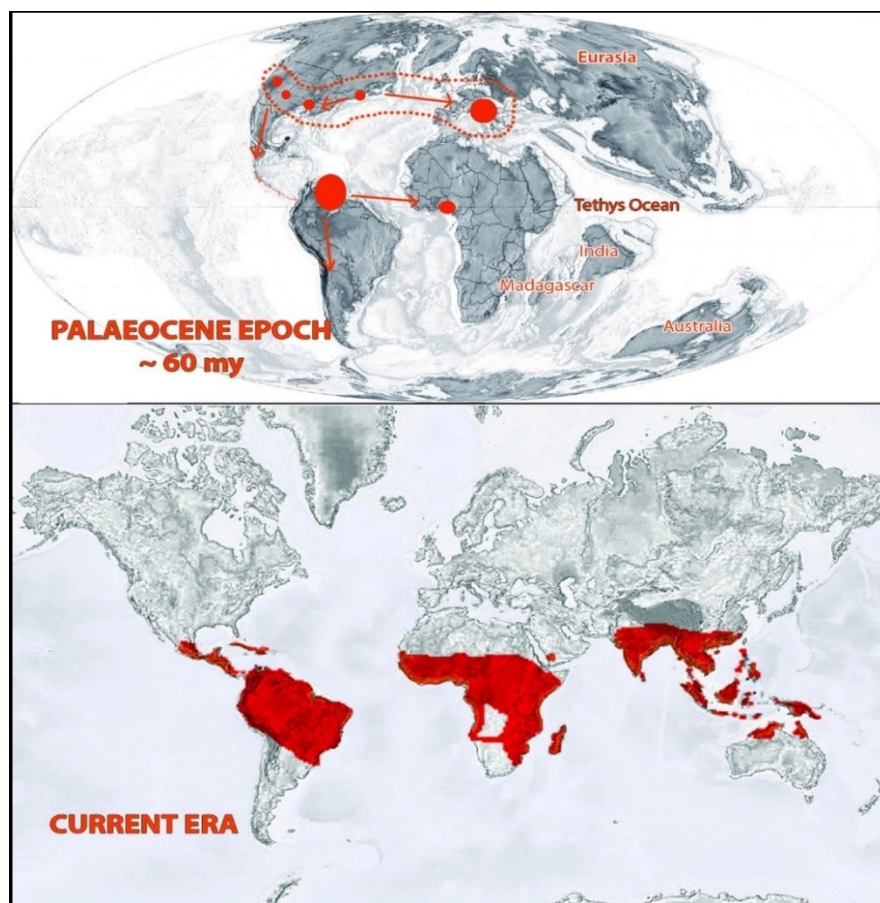 Eurasia
Tethys Ocean
India
Madagascar
Australia
PALAEOCENE EPOCH
~ 60 my
CURRENT ERA